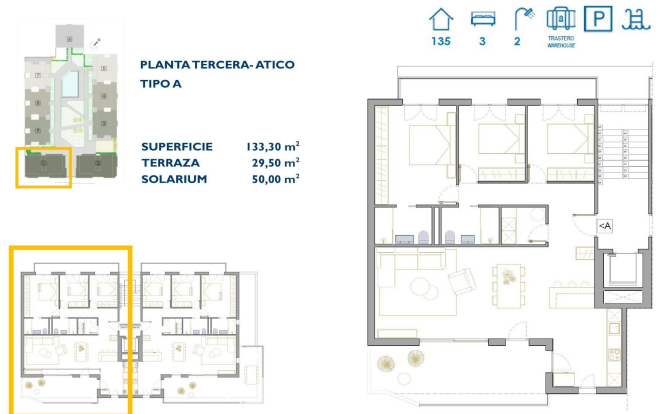 135
3
2
TRASTERO
WAREHOUSE
P
PLANTA TERCERA- ATICO
TIPO A
SUPERFICIE 133,30 m²
TERRAZA 29,50 m²
SOLARIUM 50,00 m²
<A